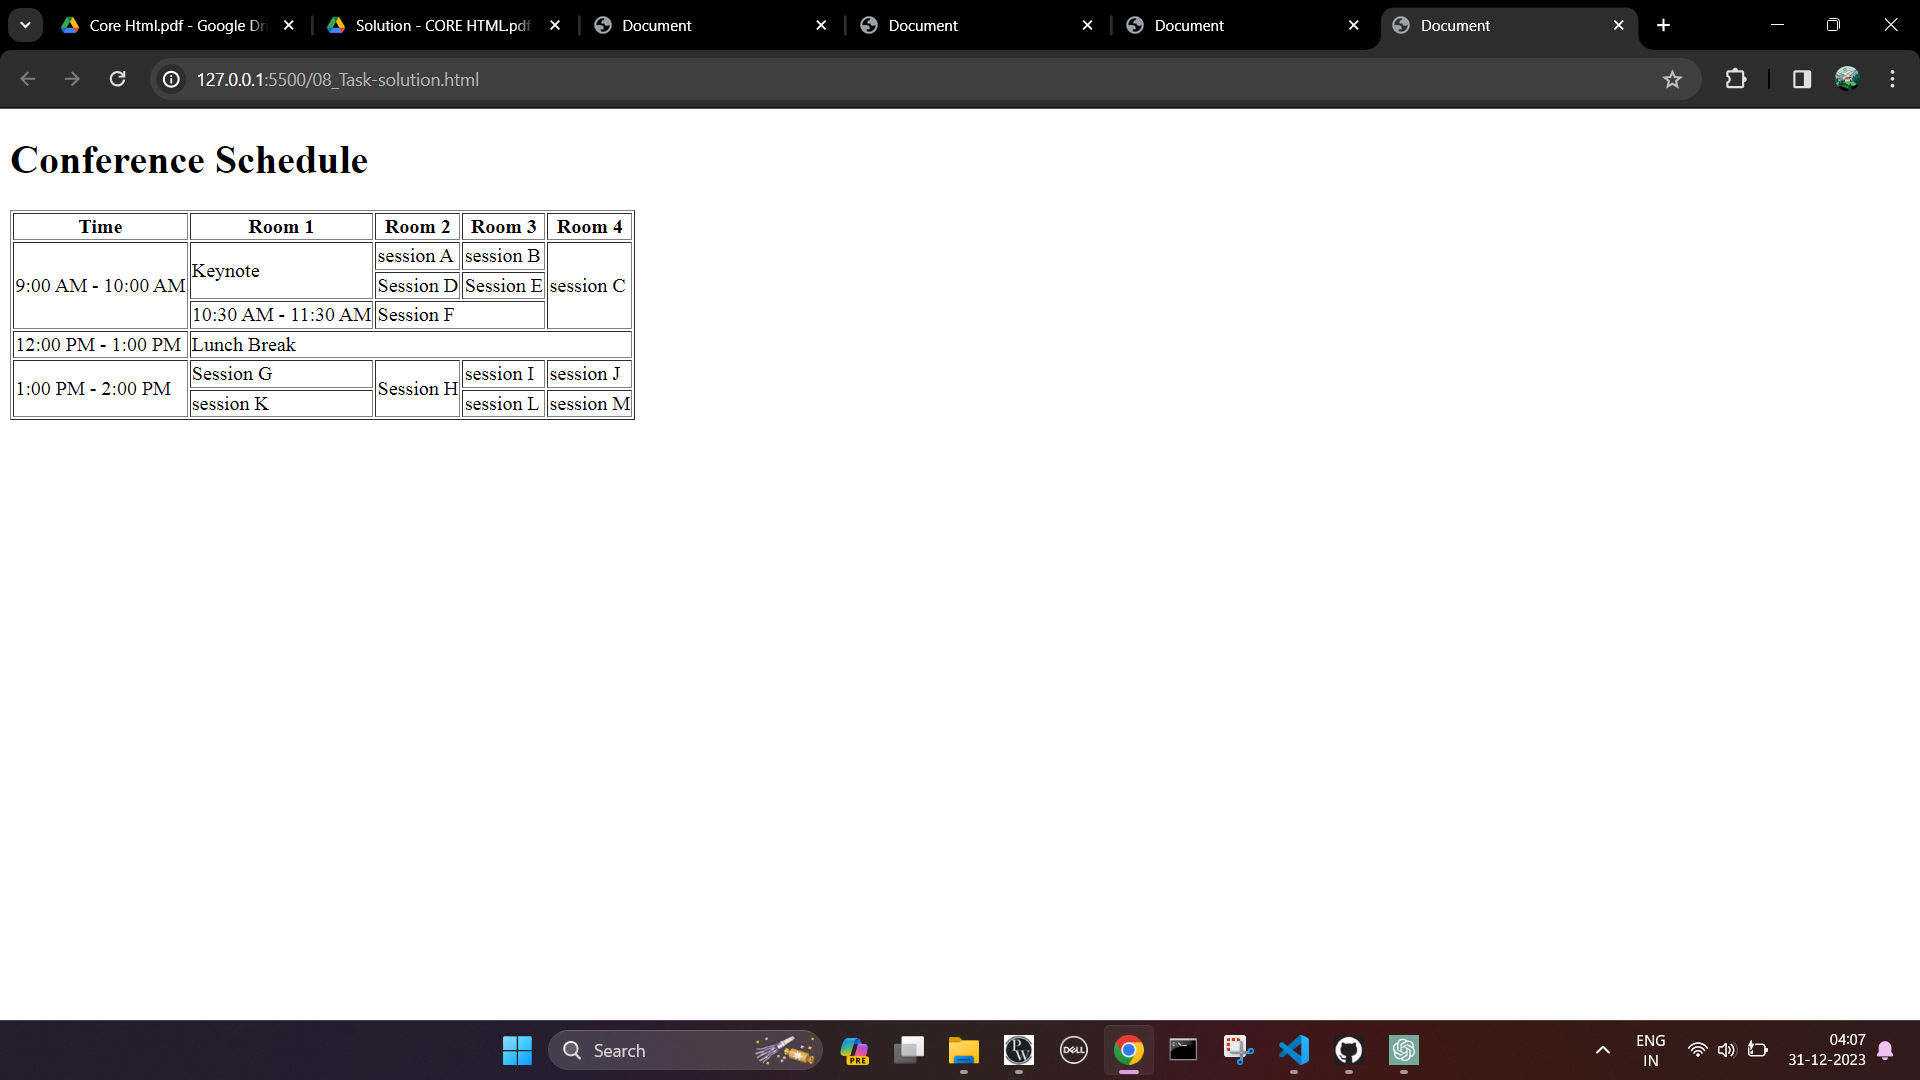 Core Html.pdf - Google Dr
Solution - CORE HTML.pdf
Document
Document
Document
Document
127.0.0.1:5500/08_Task-solution.html
Conference Schedule
Time Room 1 Room 2 Room 3 Room 4
9:00 AM - 10:00 AM Keynote session A session B session C
Session D Session E
10:30 AM - 11:30 AM Session F
12:00 PM - 1:00 PM Lunch Break
1:00 PM - 2:00 PM Session G Session H session I session J
session K session L session M
Search
PRE
PW
DELL
ENG
IN
04:07
31-12-2023